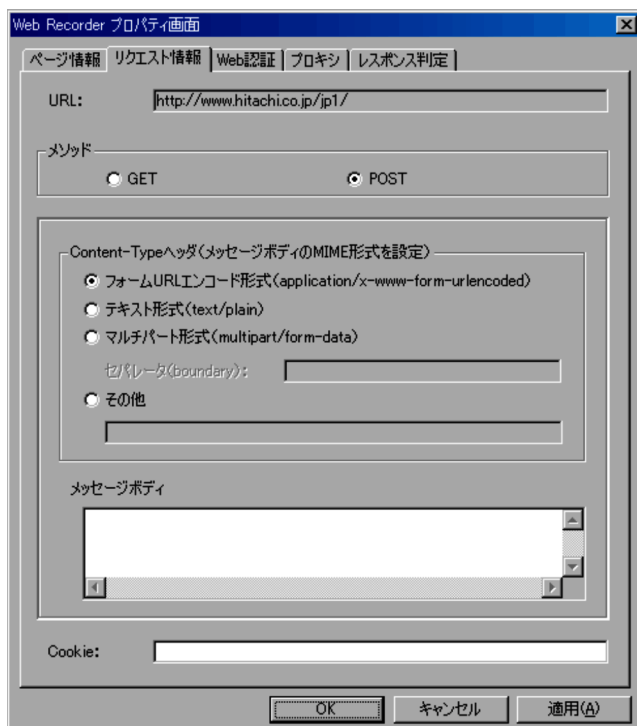 Web Recorder プロパティ画面
ページ情報 リクエスト情報 Web認証 プロキシ レスポンス判定
URL: http://www.hitachi.co.jp/jp1/
メソッド
GET POST
Content-Typeヘッダ(メッセージボディのMIME形式を設定)
フォームURLエンコード形式(application/x-www-form-urlencoded)
テキスト形式(text/plain)
マルチパート形式(multipart/form-data)
セパレータ(boundary):
その他
メッセージボディ
Cookie:
OK キャンセル 適用(A)